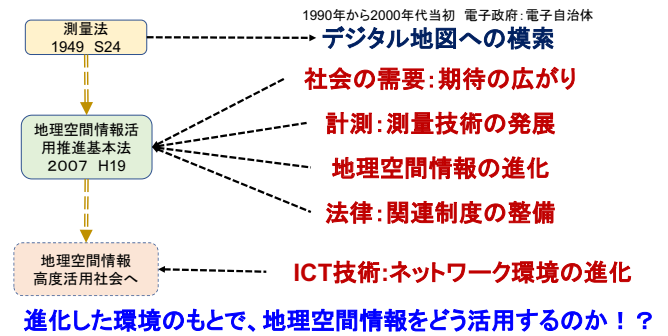 1990年から2000年代当初 電子政府：電子自治体
測量法
1949 S24
デジタル地図への模索
社会の需要：期待の広がり
計測：測量技術の発展
地理空間情報活
用推進基本法
2007 H19
地理空間情報の進化
法律：関連制度の整備
地理空間情報
高度活用社会へ
ICT技術:ネットワーク環境の進化
進化した環境のもとで、地理空間情報をどう活用するのか！？